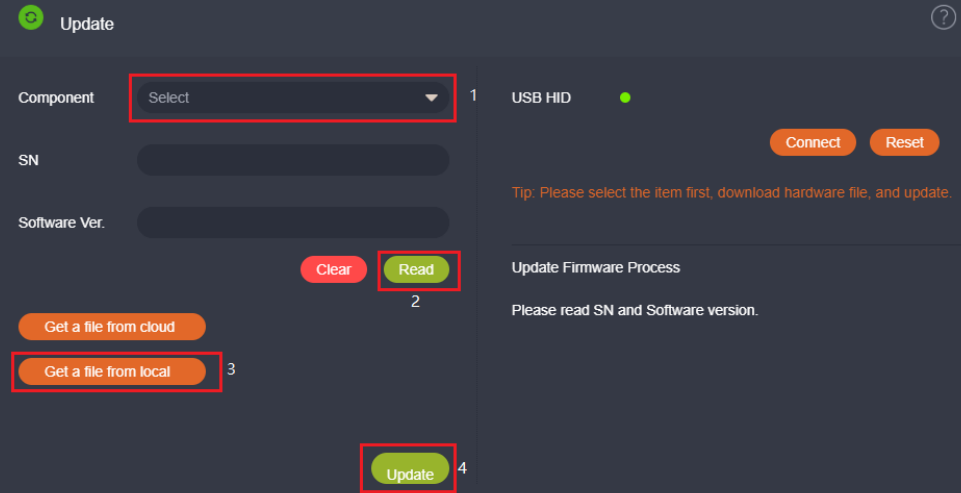 Update
?
Component
Select
1
SN
Software Ver.
Clear
Read
2
Get a file from cloud
Get a file from local
3
Update
4
USB HID
Connect
Reset
Tip: Please select the item first, download hardware file, and update.
Update Firmware Process
Please read SN and Software version.